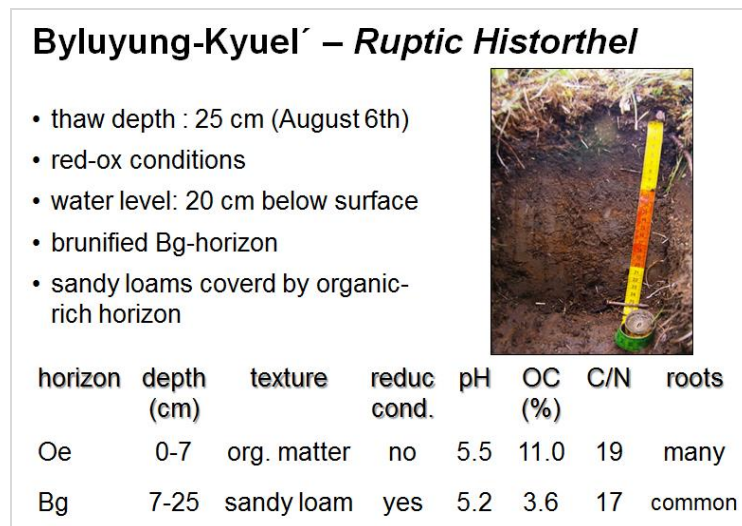 Byluyung-Kyuel´ – Ruptic Historthel
• thaw depth : 25 cm (August 6th)
• red-ox conditions
• water level: 20 cm below surface
• brunified Bg-horizon
• sandy loams coverd by organic-
rich horizon
horizon depth texture reduc pH OC C/N roots
(cm) cond. (%)
Oe 0-7 org. matter no 5.5 11.0 19 many
Bg 7-25 sandy loam yes 5.2 3.6 17 common